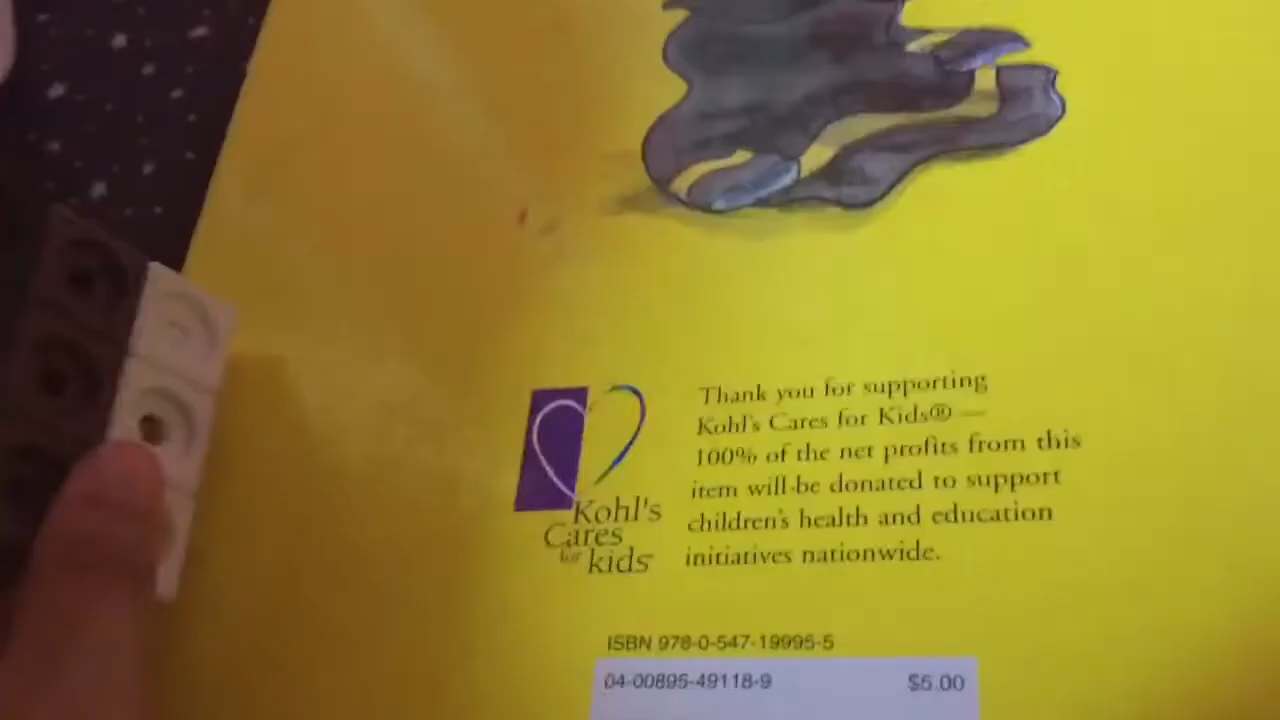 Thank you for supporting
Kohl's Cares for Kids® —
100% of the net profits from this
item will be donated to support
children's health and education
initiatives nationwide.
Kohl's
Cares
for
kids
ISBN 978-0-547-19995-5
04-00895-49118-9 $5.00